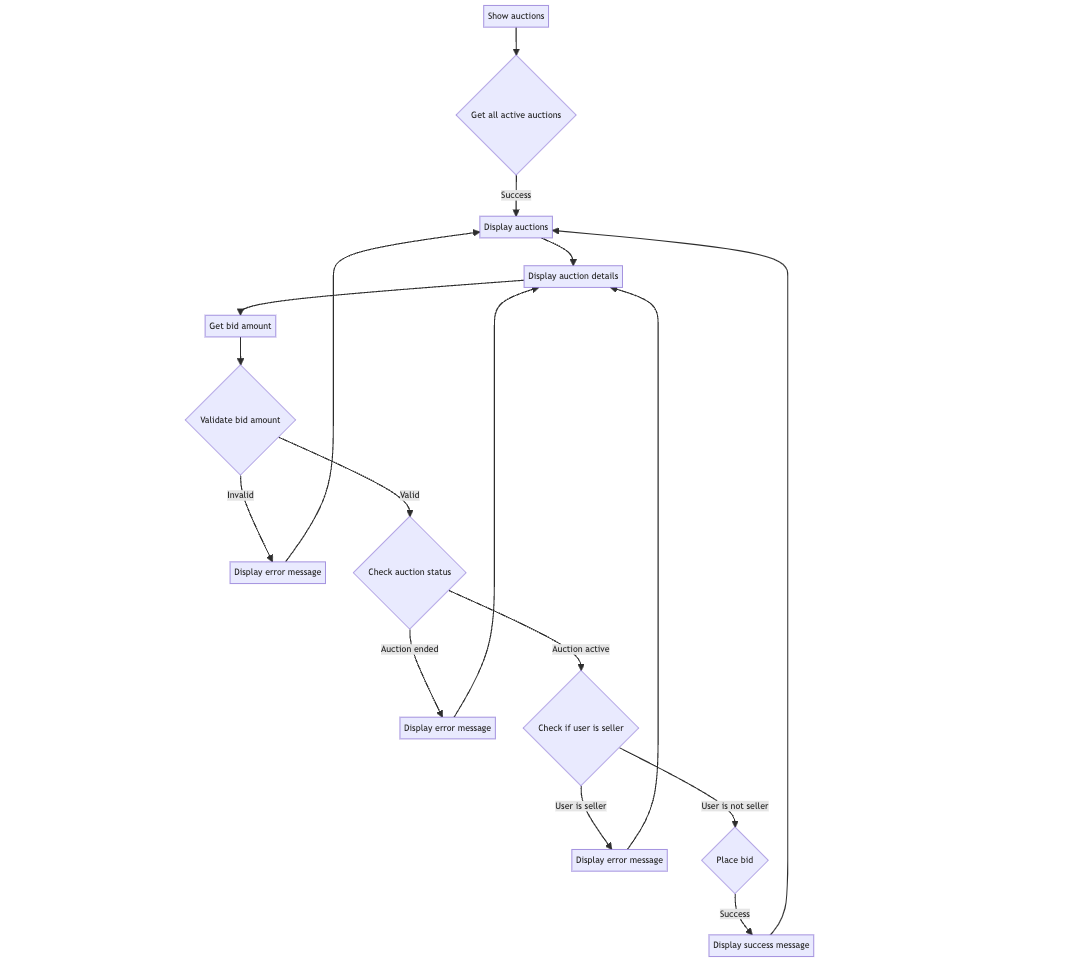 Show auctions
Get all active auctions
Success
Display auctions
Display auction details
Get bid amount
Validate bid amount
Invalid
Valid
Display error message
Check auction status
Auction ended
Auction active
Display error message
Check if user is seller
User is seller
User is not seller
Display error message
Place bid
Success
Display success message